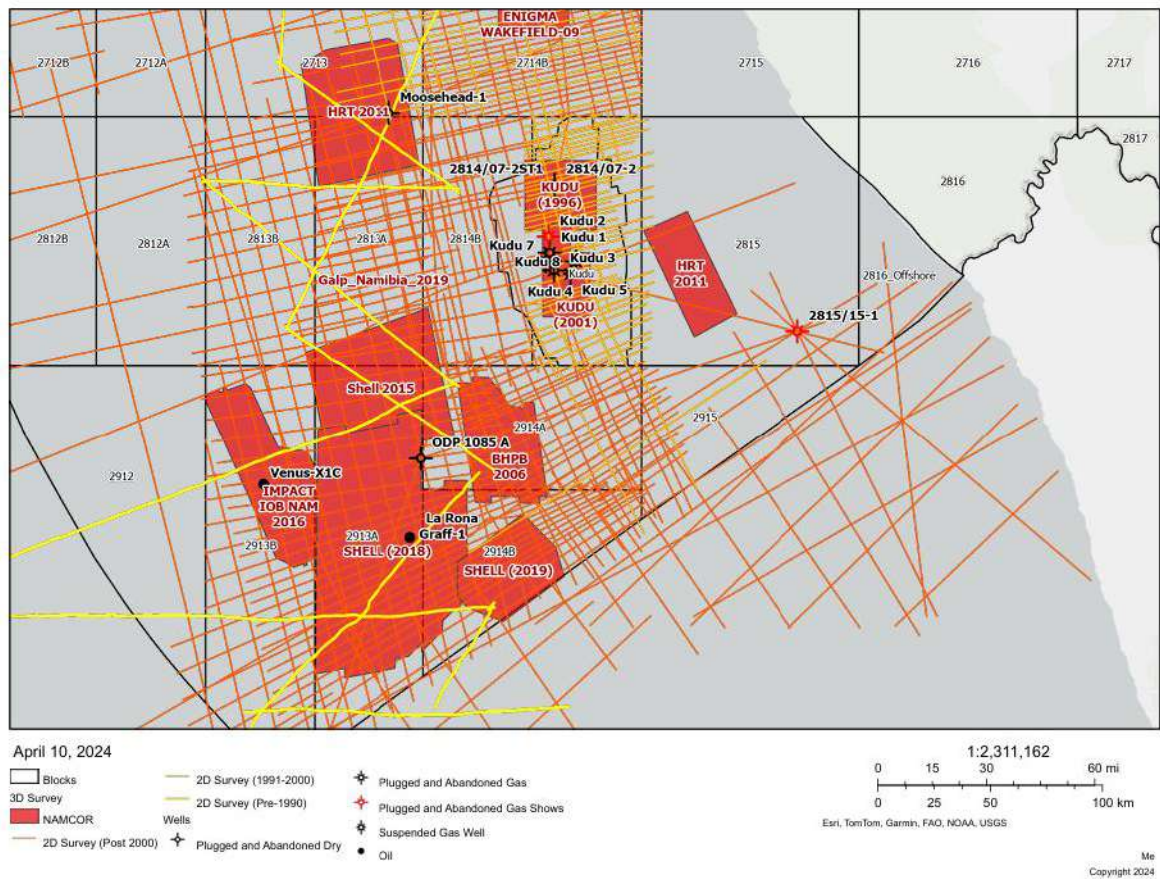 ENIGMA
WAKEFIELD-09
2712B
2712A
2713
2714B
2715
2716
2717
Moosehead-1
HRT 2011
2817
2814/07-2ST1
2814/07-2
KUDU
(1996)
2816
Kudu 2
Kudu 1
2812B
2812A
2813B
2813A
2814B
Kudu 7
2815
Kudu 8
Kudu 3
Kudu
HRT
2011
2816_Offshore
Galp_Namibia_2019
Kudu 4
Kudu 5
KUDU
(2001)
2815/15-1
Shell 2015
2915
2914A
ODP 1085 A
BHPB
2006
2912
Venus-X1C
IMPACT
IOB NAM
2016
La Rona
Graff-1
2913A
2913B
SHELL (2018)
2914B
SHELL (2019)
April 10, 2024
1:2,311,162
Blocks
3D Survey
NAMCOR
2D Survey (Post 2000)
2D Survey (1991-2000)
2D Survey (Pre-1990)
Wells
Plugged and Abandoned Dry
Plugged and Abandoned Gas
Plugged and Abandoned Gas Shows
Suspended Gas Well
Oil
0 15 30 60 mi
0 25 50 100 km
Esri, TomTom, Garmin, FAO, NOAA, USGS
Me
Copyright 2024